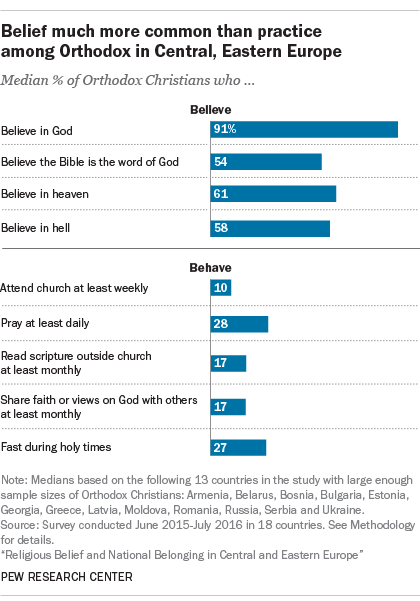 Belief much more common than practice
among Orthodox in Central, Eastern Europe
Median % of Orthodox Christians who ...
Believe
Believe in God 91%
Believe the Bible is the word of God 54
Believe in heaven 61
Believe in hell 58
Behave
Attend church at least weekly 10
Pray at least daily 28
Read scripture outside church
at least monthly 17
Share faith or views on God with others
at least monthly 17
Fast during holy times 27
Note: Medians based on the following 13 countries in the study with large enough
sample sizes of Orthodox Christians: Armenia, Belarus, Bosnia, Bulgaria, Estonia,
Georgia, Greece, Latvia, Moldova, Romania, Russia, Serbia and Ukraine.
Source: Survey conducted June 2015-July 2016 in 18 countries. See Methodology
for details.
“Religious Belief and National Belonging in Central and Eastern Europe”
PEW RESEARCH CENTER